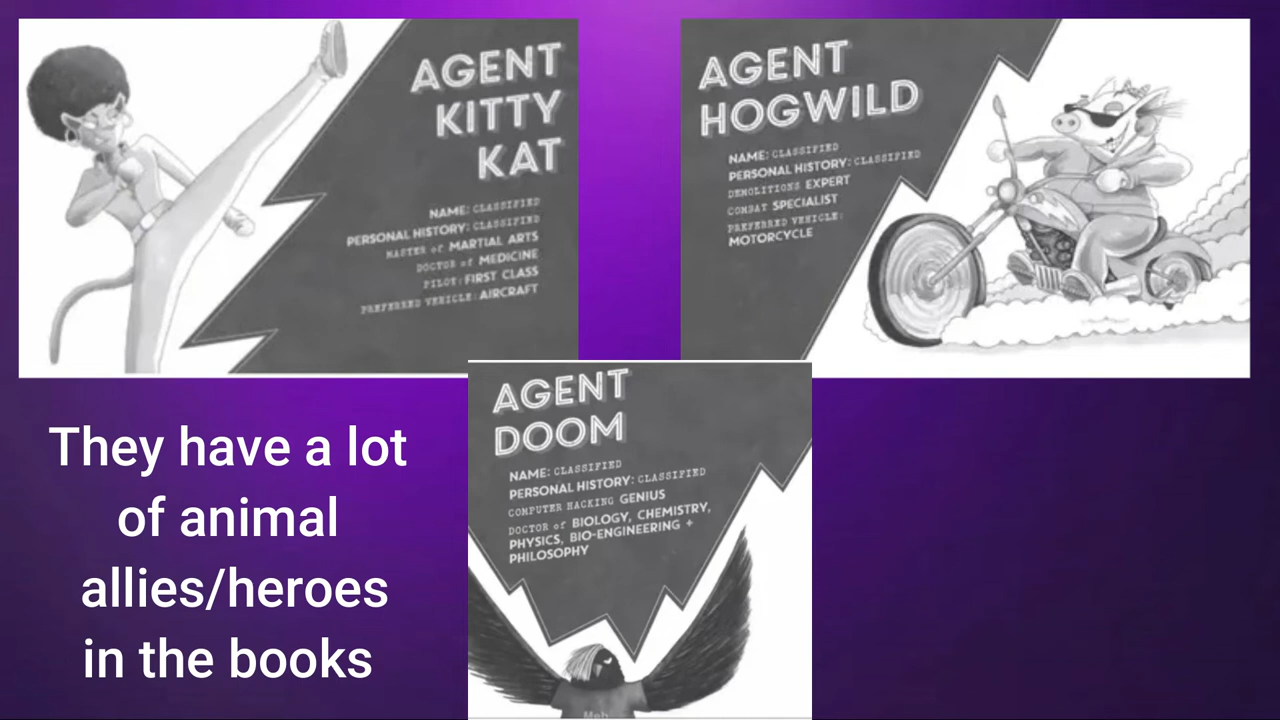 AGENT
KITTY
KAT
NAME: CLASSIFIED
PERSONAL HISTORY: CLASSIFIED
MASTER of MARTIAL ARTS
DOCTOR of MEDICINE
PILOT: FIRST CLASS
PREFERRED VEHICLE: AIRCRAFT
AGENT
HOGWILD
NAME: CLASSIFIED
PERSONAL HISTORY: CLASSIFIED
DEMOLITIONS EXPERT
COMBAT SPECIALIST
PREFERRED VEHICLE:
MOTORCYCLE
AGENT
DOOM
NAME: CLASSIFIED
PERSONAL HISTORY: CLASSIFIED
COMPUTER HACKING GENIUS
DOCTOR of BIOLOGY, CHEMISTRY,
PHYSICS, BIO-ENGINEERING +
PHILOSOPHY
Meh
They have a lot
of animal
allies/heroes
in the books